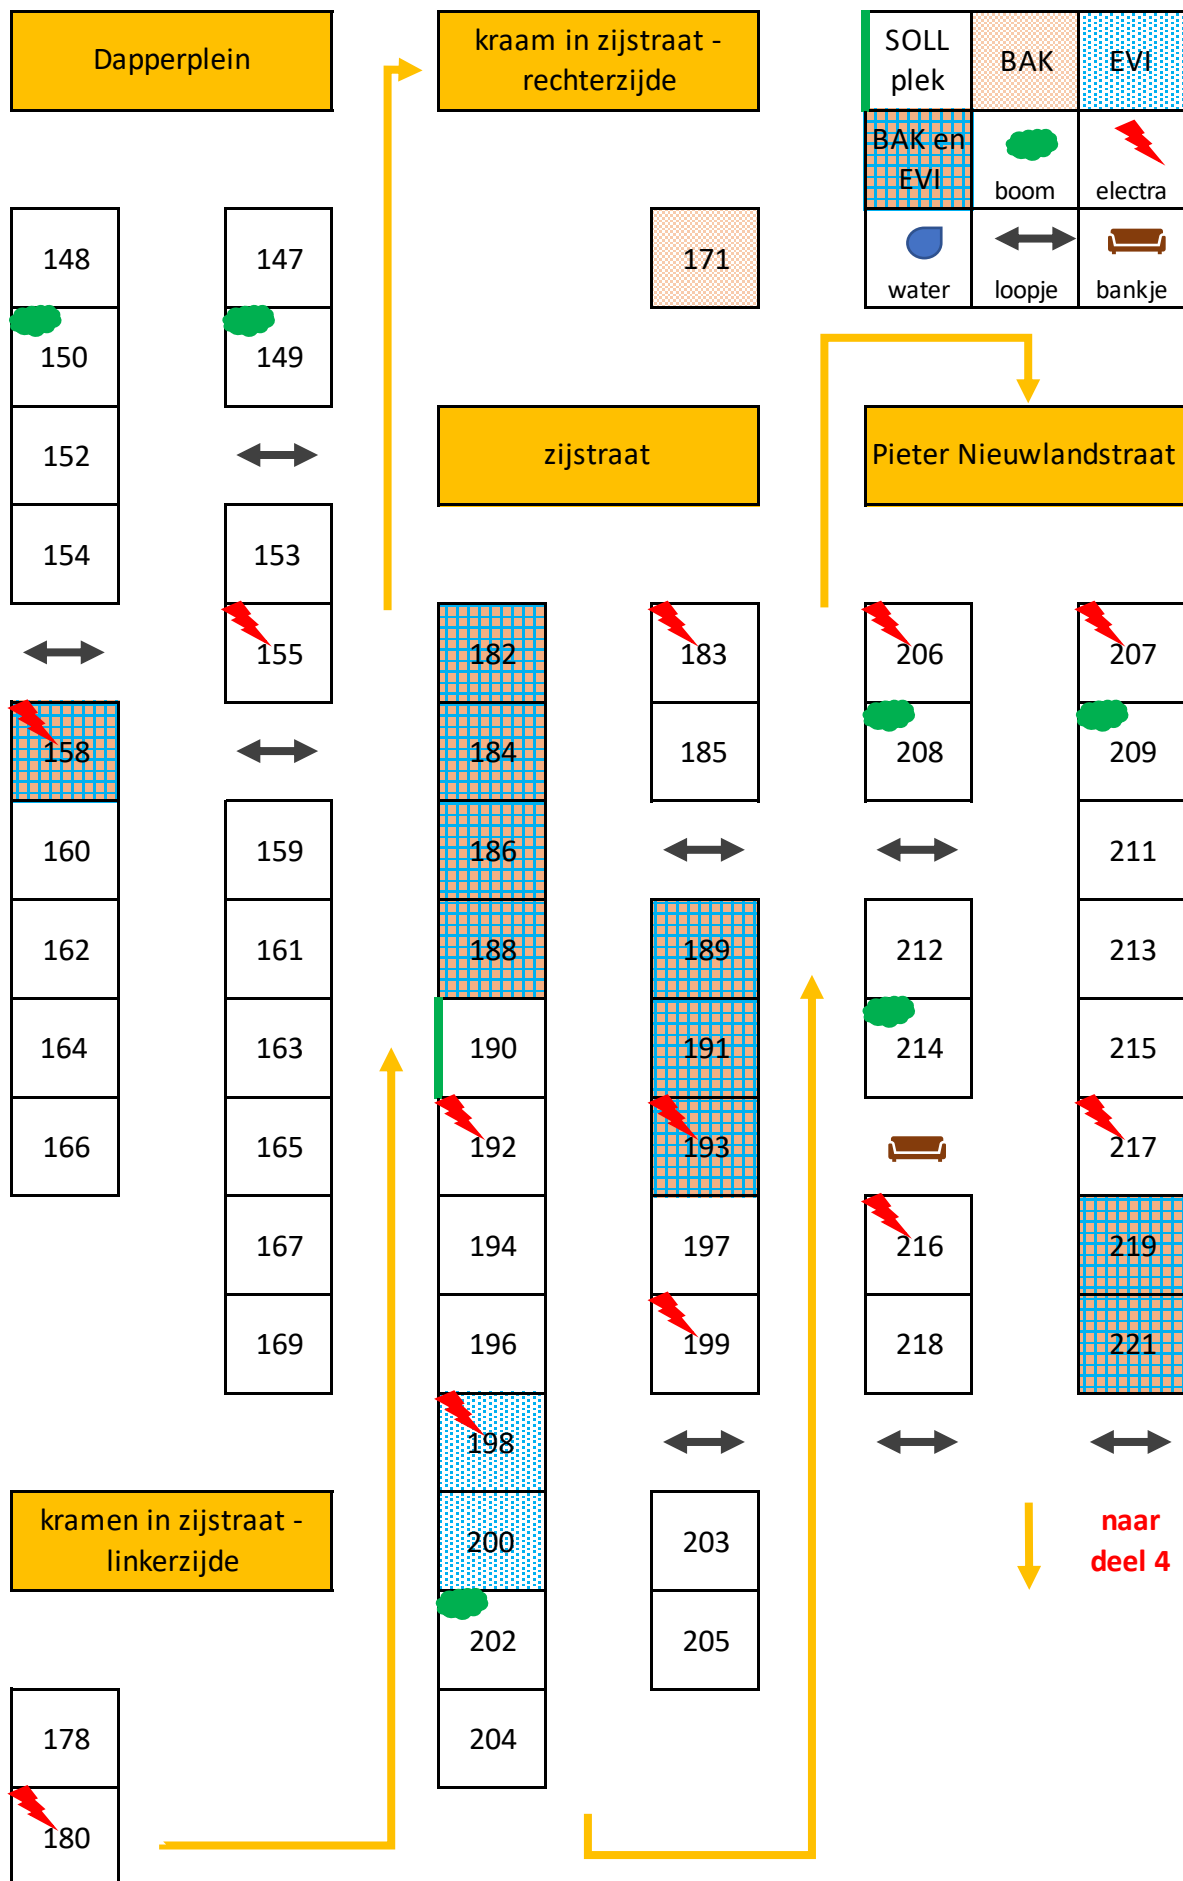 Dapperplein
kraam in zijstraat -
rechterzijde
SOLL
plek
BAK
EVI
BAK en
EVI
boom
electra
water
loopje
bankje
148
147
171
150
149
152
zijstraat
Pieter Nieuwlandstraat
154
153
155
182
183
206
207
158
184
185
208
209
160
159
186
211
162
161
188
189
212
213
164
163
190
191
214
215
166
165
192
193
217
167
194
197
216
219
169
196
199
218
221
198
kramen in zijstraat -
linkerzijde
200
203
naar
deel 4
202
205
178
204
180